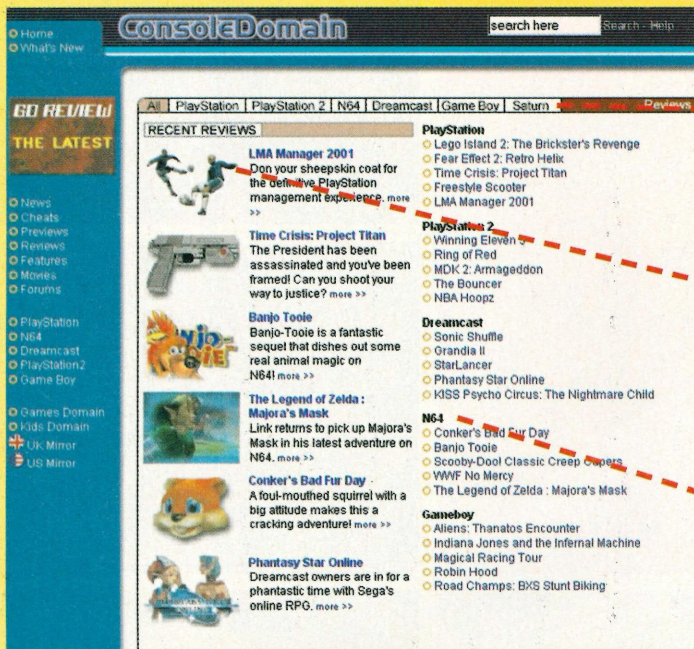 Home
What's New
ConsoleDomain
search here
Search - Help
GO REVIEW
THE LATEST
News
Cheats
Previews
Reviews
Features
Movies
Forums
PlayStation
N64
Dreamcast
PlayStation2
Game Boy
Games Domain
Kids Domain
UK Mirror
US Mirror
All | PlayStation | PlayStation 2 | N64 | Dreamcast | Game Boy | Saturn
Reviews
RECENT REVIEWS
LMA Manager 2001
Don your sheepskin coat for
the definitive PlayStation
management experience. more
>>
Time Crisis: Project Titan
The President has been
assassinated and you've been
framed! Can you shoot your
way to justice? more >>
Banjo Tooie
Banjo-Tooie is a fantastic
sequel that dishes out some
real animal magic on
N64! more >>
The Legend of Zelda :
Majora's Mask
Link returns to pick up Majora's
Mask in his latest adventure on
N64. more >>
Conker's Bad Fur Day
A foul-mouthed squirrel with a
big attitude makes this a
cracking adventure! more >>
Phantasy Star Online
Dreamcast owners are in for a
phantastic time with Sega's
online RPG. more >>
PlayStation
Lego Island 2: The Brickster's Revenge
Fear Effect 2: Retro Helix
Time Crisis: Project Titan
Freestyle Scooter
LMA Manager 2001
PlayStation 2
Winning Eleven 5
Ring of Red
MDK 2: Armageddon
The Bouncer
NBA Hoopz
Dreamcast
Sonic Shuffle
Grandia II
StarLancer
Phantasy Star Online
KISS Psycho Circus: The Nightmare Child
N64
Conker's Bad Fur Day
Banjo Tooie
Scooby-Doo! Classic Creep Capers
WWF No Mercy
The Legend of Zelda : Majora's Mask
Gameboy
Aliens: Thanatos Encounter
Indiana Jones and the Infernal Machine
Magical Racing Tour
Robin Hood
Road Champs: BXS Stunt Biking